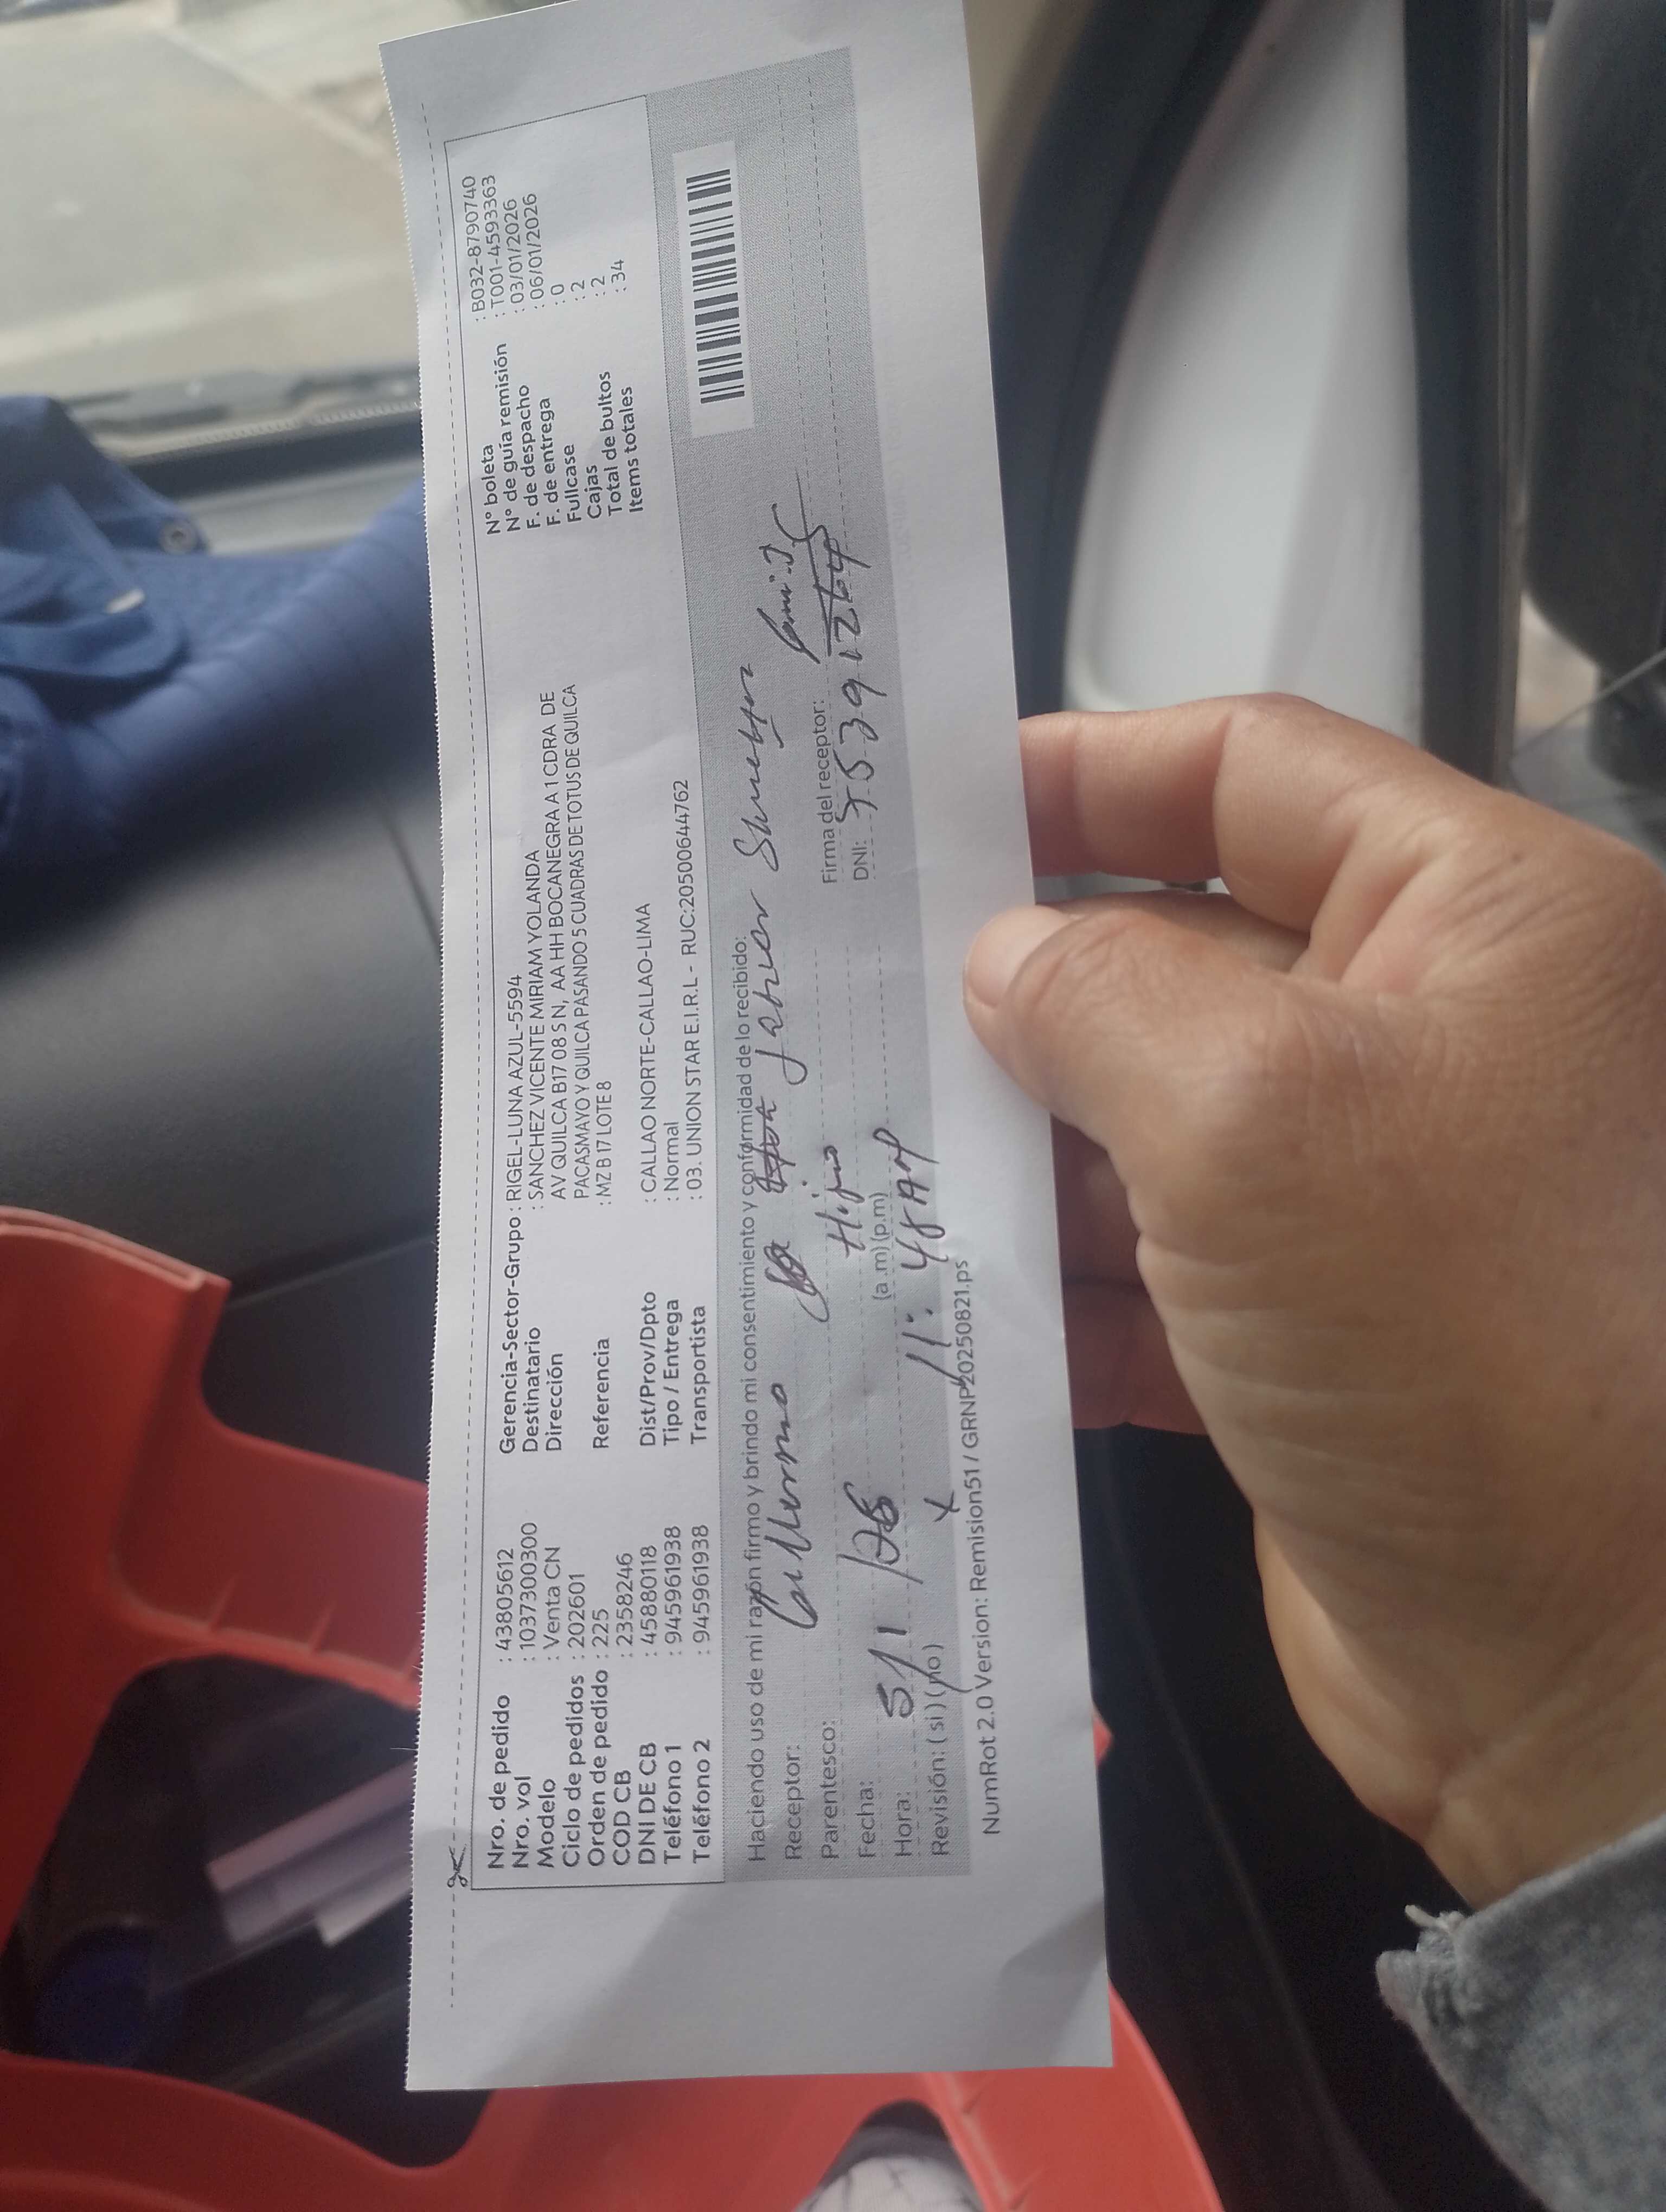 Nro. de pedido : 43805612
Nro. vol : 1037300300
Modelo : Venta CN
Ciclo de pedidos : 202601
Orden de pedido : 225
COD CB : 2358246
DNI DE CB : 45880118
Teléfono 1 : 945961938
Teléfono 2 : 945961938
Gerencia-Sector-Grupo : RIGEL-LUNA AZUL-5594
Destinatario : SANCHEZ VICENTE MIRIAM YOLANDA
Dirección AV QUILCA B17 08 S N, AA HH BOCANEGRA A 1 CDRA DE
PACASMAYO Y QUILCA PASANDO 5 CUADRAS DE TOTUS DE QUILCA
Referencia : MZ B 17 LOTE 8
Dist/Prov/Dpto : CALLAO NORTE-CALLAO-LIMA
Tipo / Entrega : Normal
Transportista : 03. UNION STAR E.I.R.L - RUC:20500644762
N° boleta : B032-8790740
N° de guía remisión : T001-4593363
F. de despacho : 03/01/2026
F. de entrega : 06/01/2026
Fullcase : 0
Cajas : 2
Total de bultos : 2
Items totales : 34
Haciendo uso de mi razón firmo y brindo mi consentimiento y conformidad de lo recibido:
Receptor:
Parentesco: Hijo
Firma del receptor:
Fecha: 5/1
DNI:
Hora: (a.m) (p.m) 11:48 AM
Revisión: (si) (no) X
NumRot 2.0 Version: Remision51 / GRNP20250821.ps